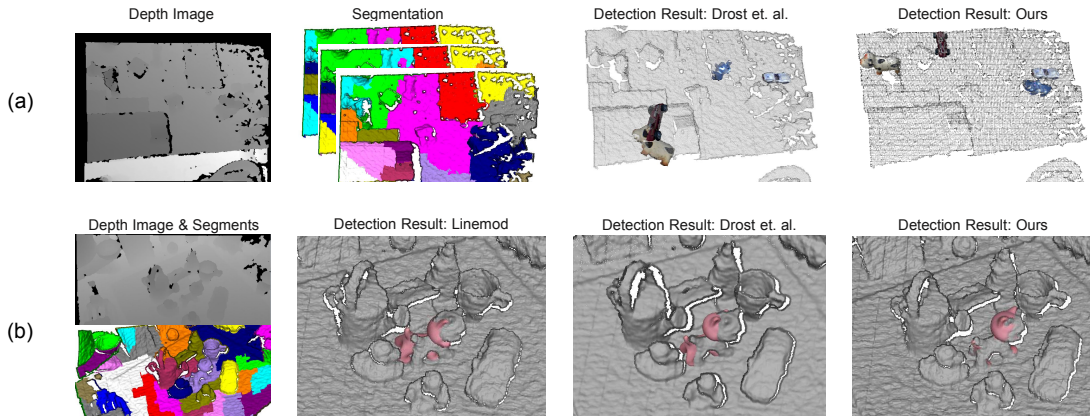 Depth Image
Segmentation
Detection Result: Drost et. al.
Detection Result: Ours
(a)
Depth Image & Segments
Detection Result: Linemod
Detection Result: Drost et. al.
Detection Result: Ours
(b)